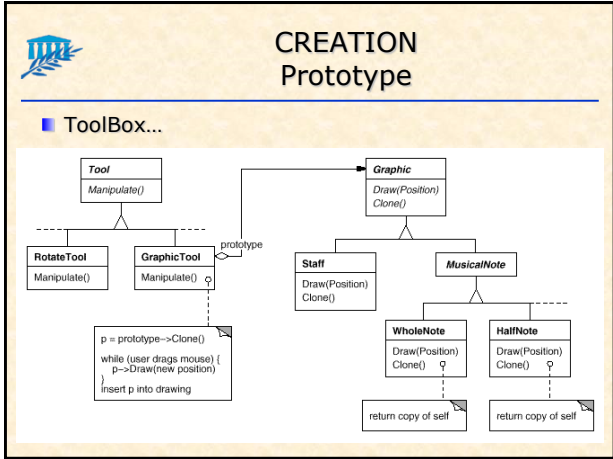 CREATION
Prototype
ToolBox...
Tool
Manipulate()
RotateTool
Manipulate()
GraphicTool
Manipulate()
prototype
p = prototype->Clone()
while (user drags mouse) {
p->Draw(new position)
}
insert p into drawing
Graphic
Draw(Position)
Clone()
Staff
Draw(Position)
Clone()
MusicalNote
WholeNote
Draw(Position)
Clone()
return copy of self
HalfNote
Draw(Position)
Clone()
return copy of self